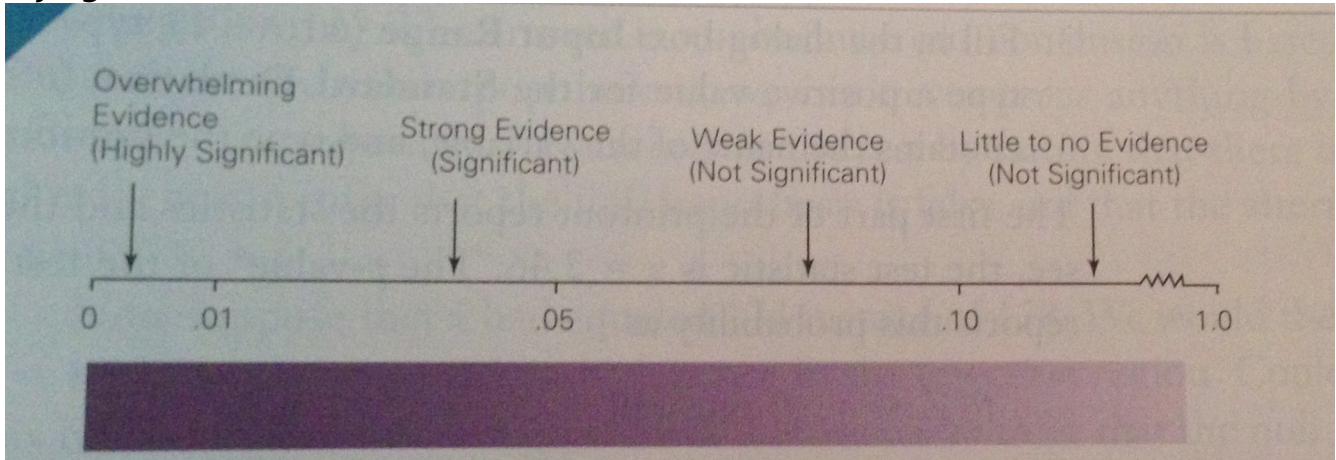 Overwhelming
Evidence
(Highly Significant)
Strong Evidence
(Significant)
Weak Evidence
(Not Significant)
Little to no Evidence
(Not Significant)
0 .01 .05 .10 1.0